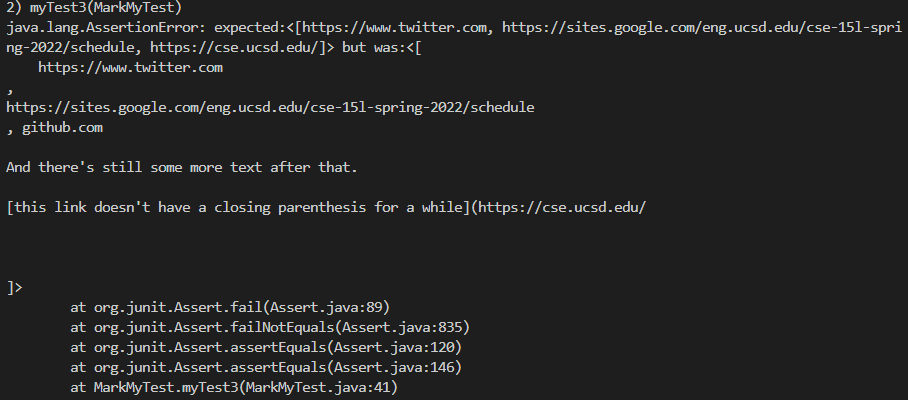 2) myTest3(MarkMyTest)
java.lang.AssertionError: expected:<[https://www.twitter.com, https://sites.google.com/eng.ucsd.edu/cse-15l-spri
ng-2022/schedule, https://cse.ucsd.edu/]> but was:<[
    https://www.twitter.com
,
https://sites.google.com/eng.ucsd.edu/cse-15l-spring-2022/schedule
, github.com

And there's still some more text after that.

[this link doesn't have a closing parenthesis for a while](https://cse.ucsd.edu/



]>
        at org.junit.Assert.fail(Assert.java:89)
        at org.junit.Assert.failNotEquals(Assert.java:835)
        at org.junit.Assert.assertEquals(Assert.java:120)
        at org.junit.Assert.assertEquals(Assert.java:146)
        at MarkMyTest.myTest3(MarkMyTest.java:41)